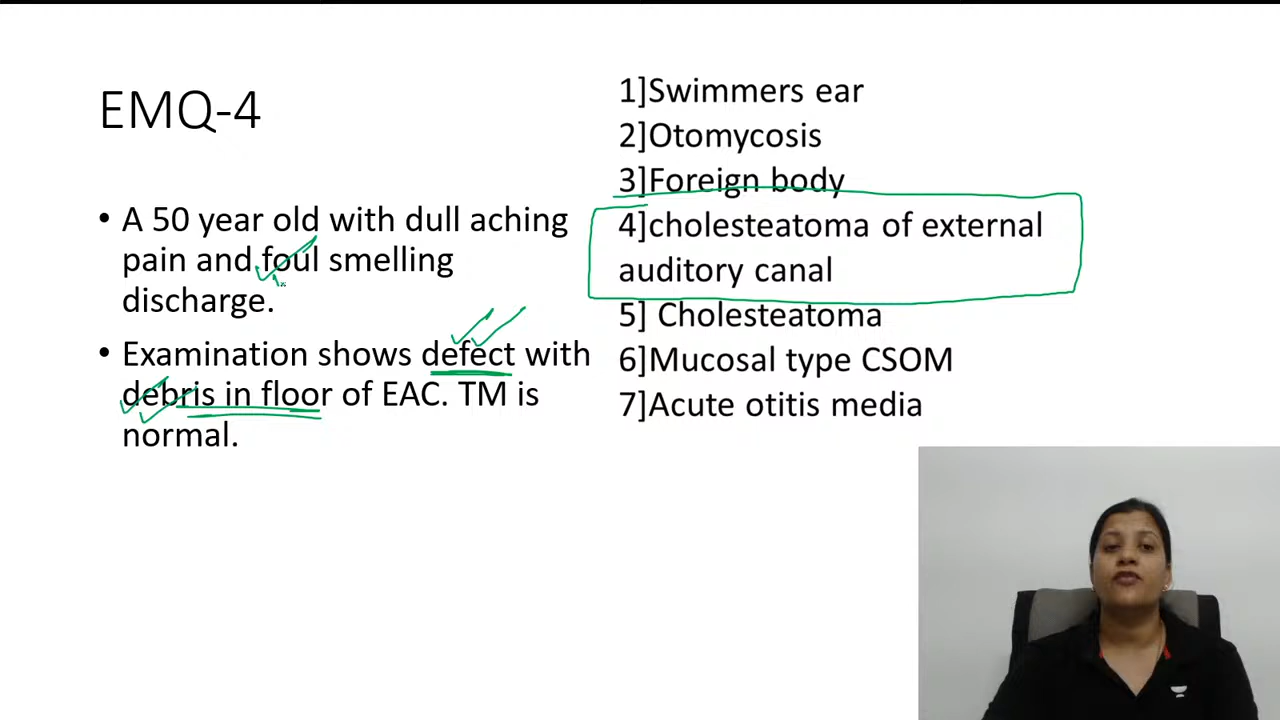 EMQ-4
• A 50 year old with dull aching
pain and foul smelling
discharge.
• Examination shows defect with
debris in floor of EAC. TM is
normal.
1]Swimmers ear
2]Otomycosis
3]Foreign body
4]cholesteatoma of external
auditory canal
5] Cholesteatoma
6]Mucosal type CSOM
7]Acute otitis media